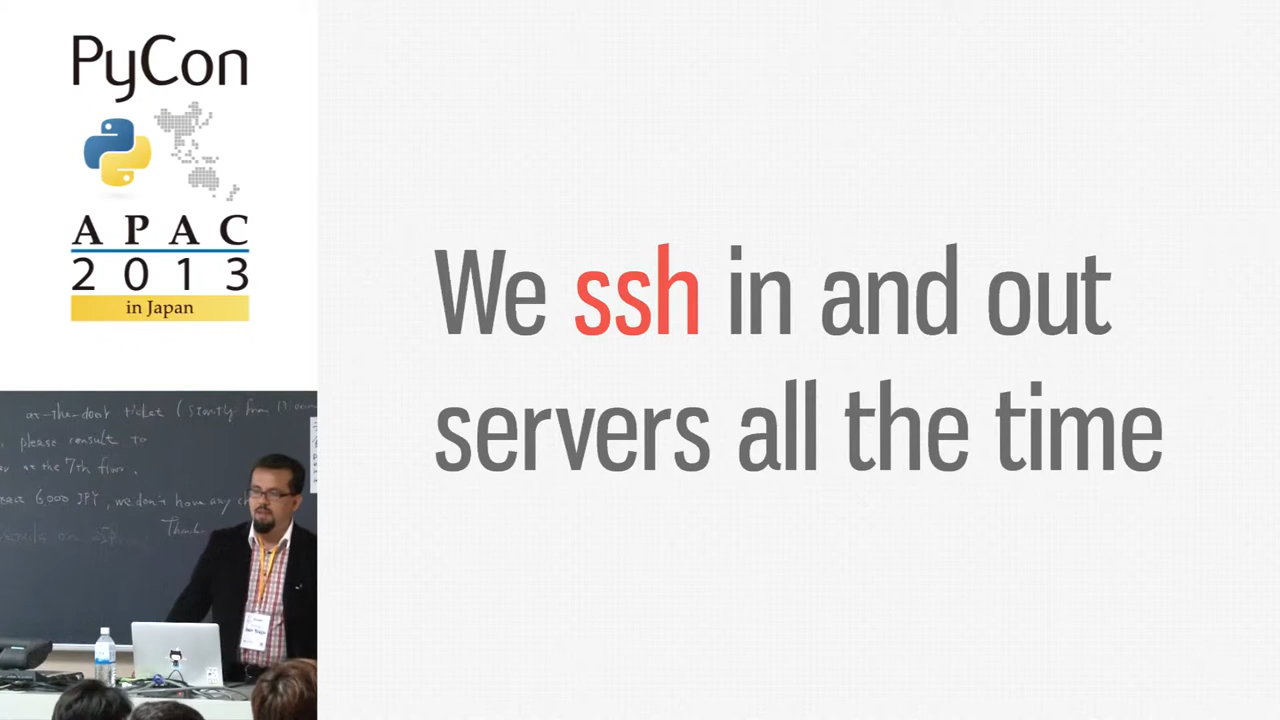 PyCon
APAC
2013
in Japan
We ssh in and out
servers all the time
at-the-door ticket (
please consult to
the 7th floor.
6000 JPY, we don't have any